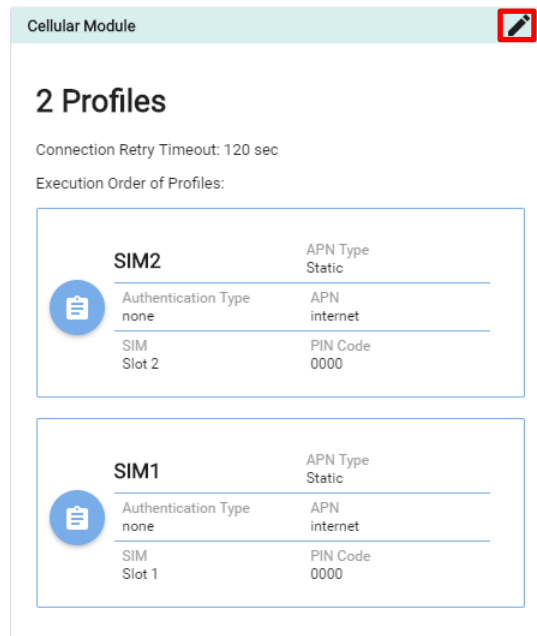 Cellular Module
2 Profiles
Connection Retry Timeout: 120 sec
Execution Order of Profiles:
SIM2
APN Type
Static
Authentication Type
none
APN
internet
SIM
Slot 2
PIN Code
0000
SIM1
APN Type
Static
Authentication Type
none
APN
internet
SIM
Slot 1
PIN Code
0000